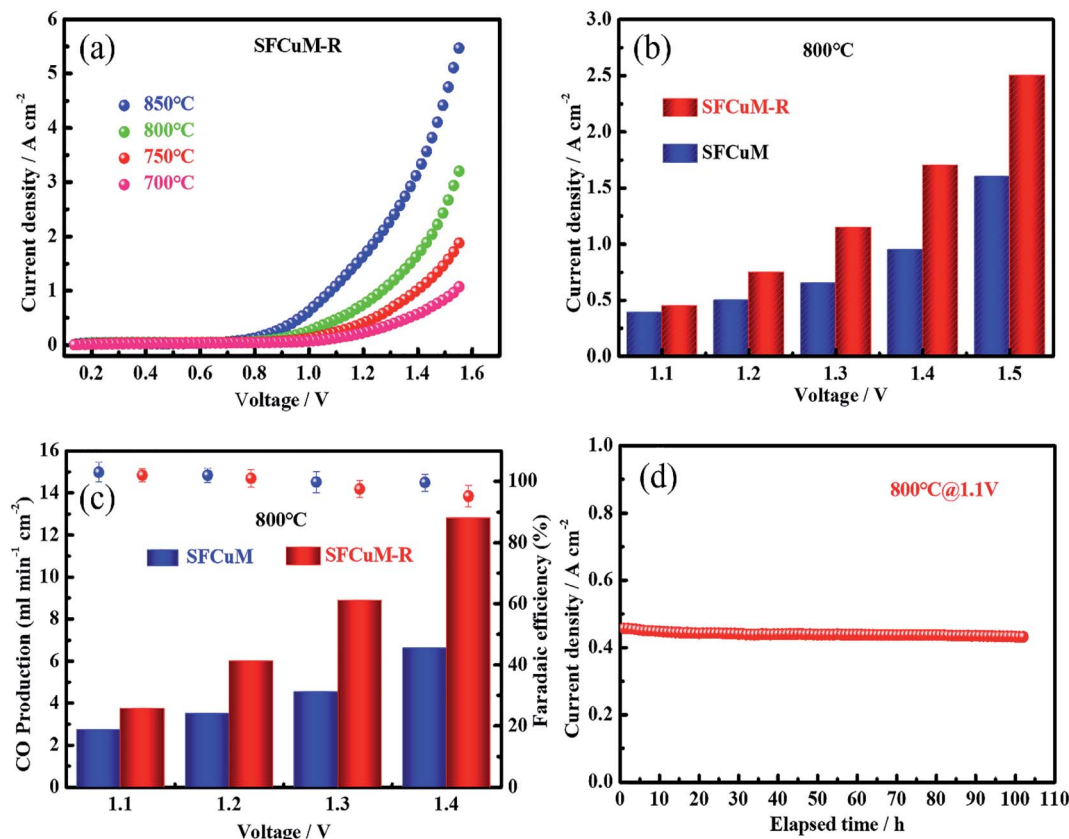 (a)
SFCuM-R
850°C
800°C
750°C
700°C
Current density / A cm⁻²
6
5
4
3
2
1
0
0.2 0.4 0.6 0.8 1.0 1.2 1.4 1.6
Voltage / V
(b)
800°C
SFCuM-R
SFCuM
Current density / A cm⁻²
3.0
2.5
2.0
1.5
1.0
0.5
0.0
1.1 1.2 1.3 1.4 1.5
Voltage / V
(c)
800°C
SFCuM SFCuM-R
CO Production (ml min⁻¹ cm⁻²)
16
14
12
10
8
6
4
2
0
Faradaic efficiency (%)
100
80
60
40
20
0
1.1 1.2 1.3 1.4
Voltage / V
(d)
800°C@1.1V
Current density / A cm⁻²
1.0
0.8
0.6
0.4
0.2
0.0
0 10 20 30 40 50 60 70 80 90 100 110
Elapsed time / h